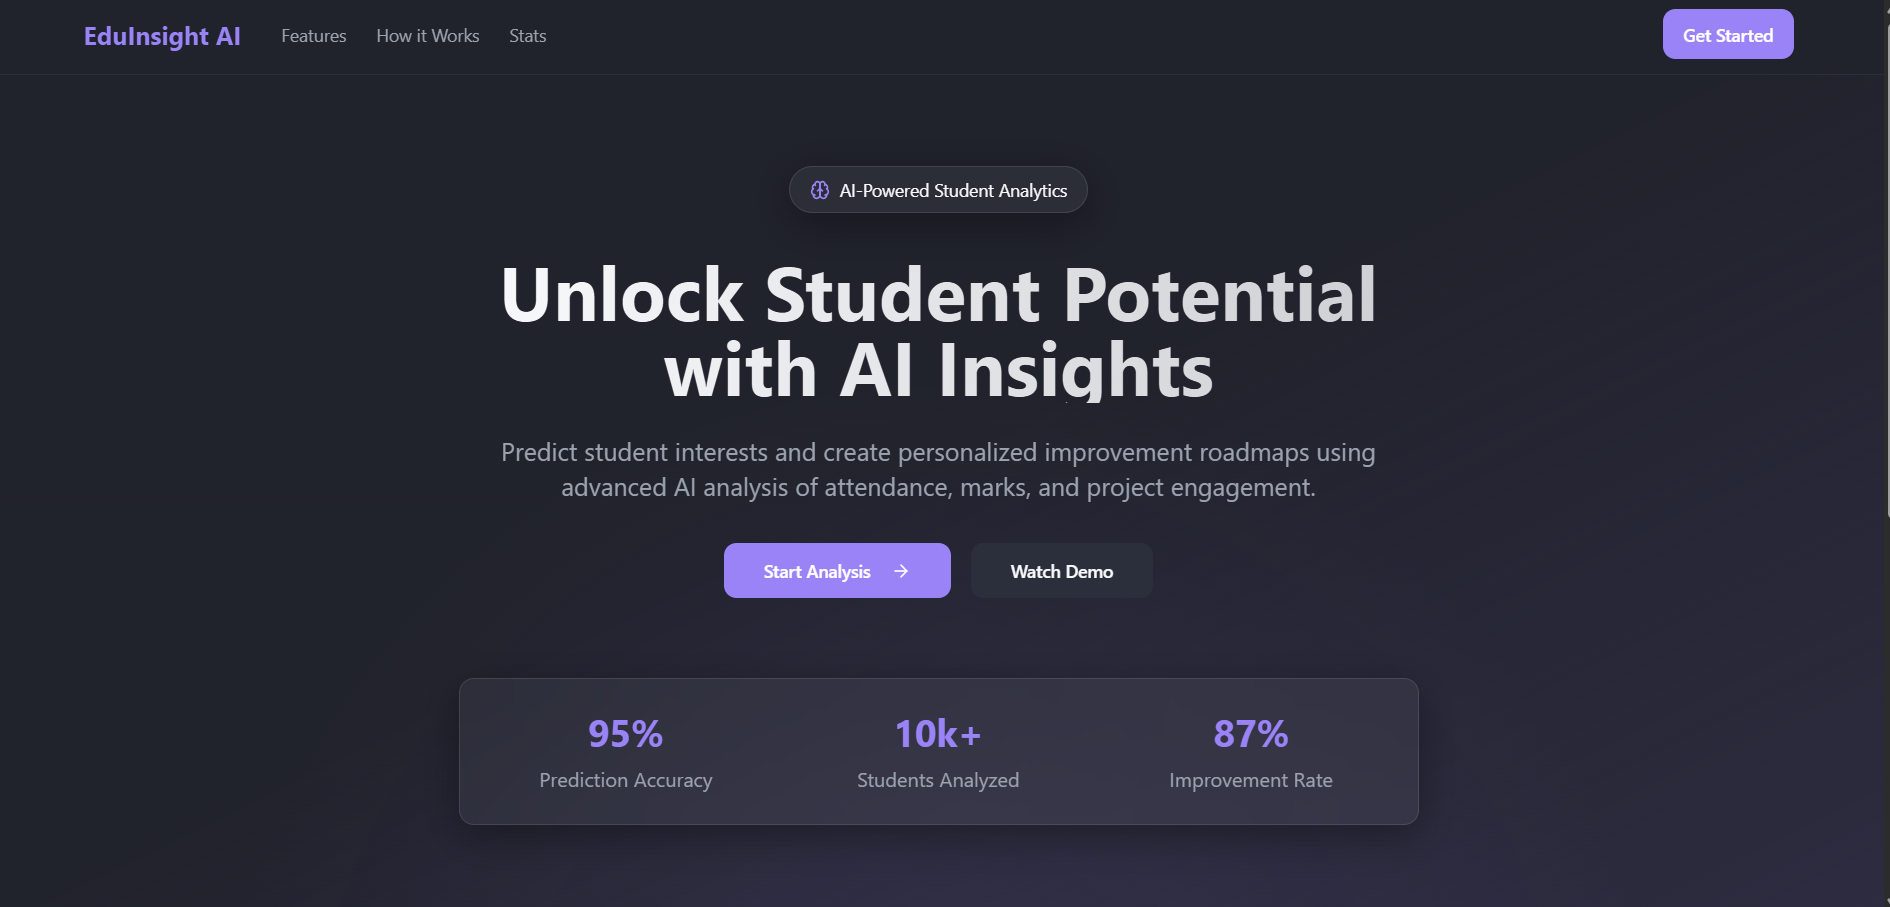 EduInsight AI
Features
How it Works
Stats
Get Started
AI-Powered Student Analytics
Unlock Student Potential
with AI Insights
Predict student interests and create personalized improvement roadmaps using
advanced AI analysis of attendance, marks, and project engagement.
Start Analysis
Watch Demo
95%
Prediction Accuracy
10k+
Students Analyzed
87%
Improvement Rate